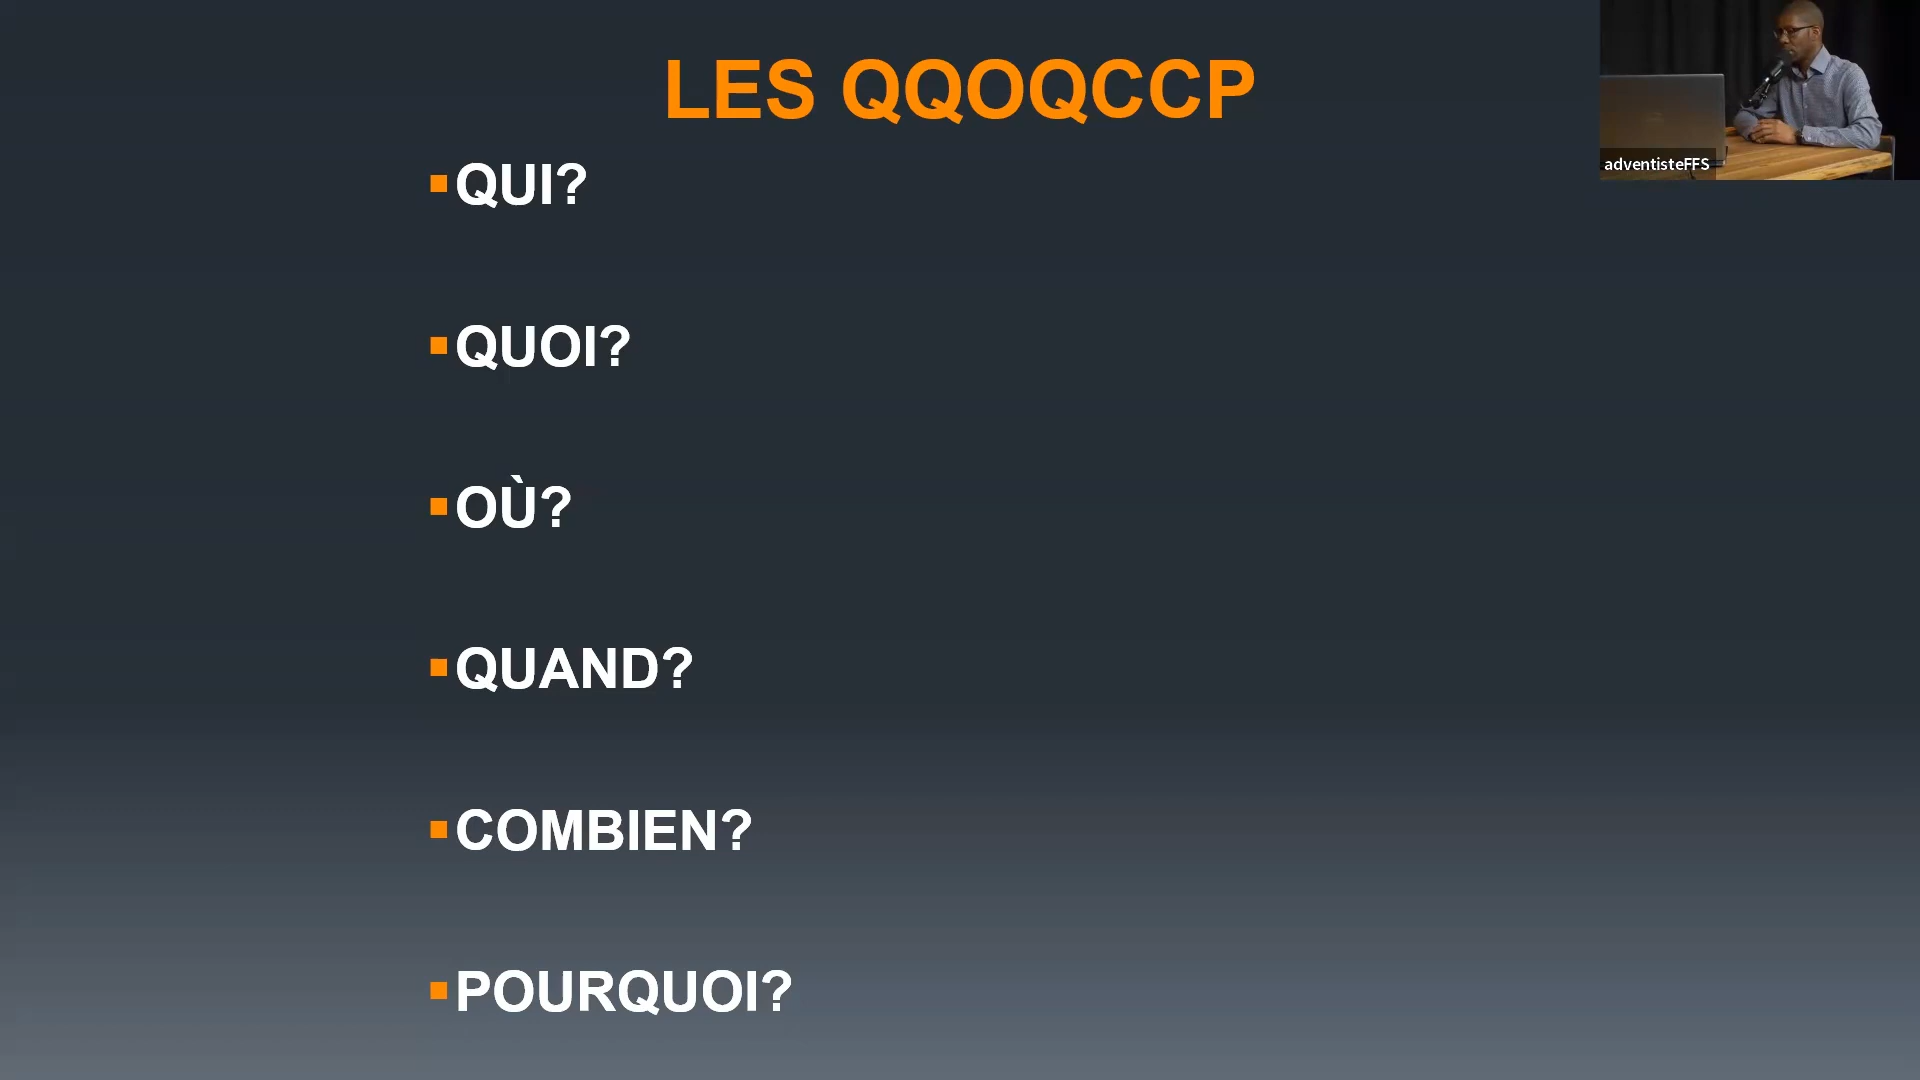 LES QQOQCCP
QUI?
QUOI?
OÙ?
QUAND?
COMBIEN?
POURQUOI?
adventisteFFS